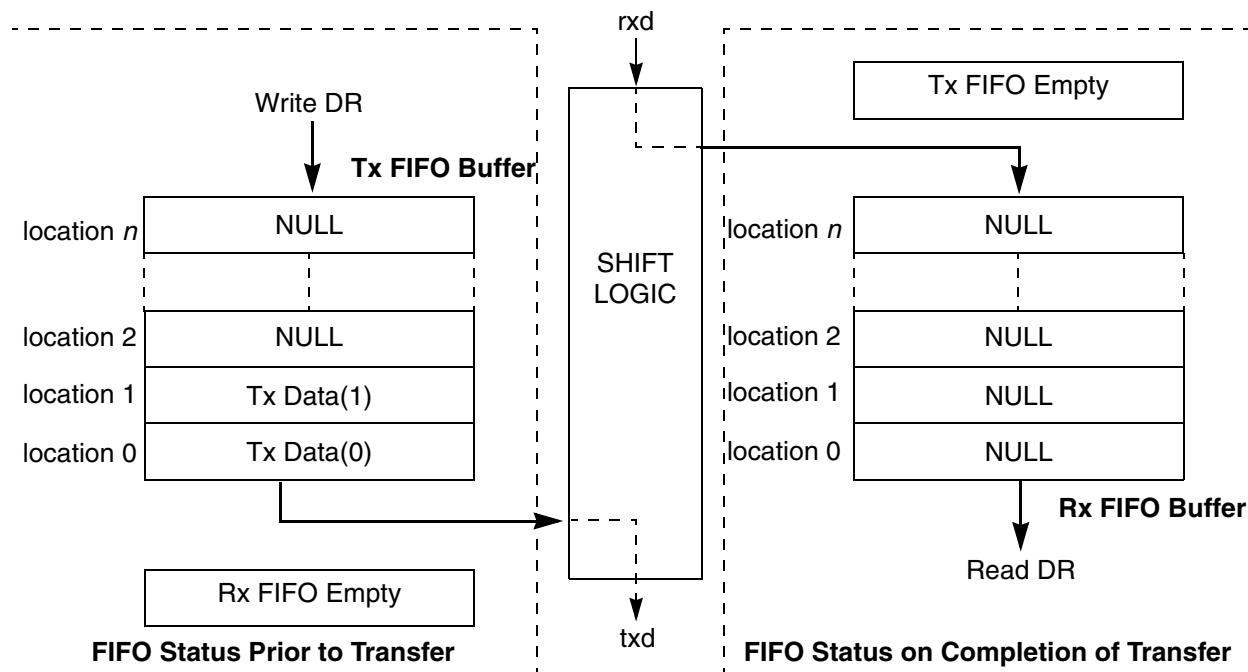 rxd
Write DR
Tx FIFO Buffer
location n
NULL
location 2
NULL
location 1
Tx Data(1)
location 0
Tx Data(0)
Rx FIFO Empty
FIFO Status Prior to Transfer
SHIFT
LOGIC
txd
Tx FIFO Empty
location n
NULL
location 2
NULL
location 1
NULL
location 0
NULL
Rx FIFO Buffer
Read DR
FIFO Status on Completion of Transfer